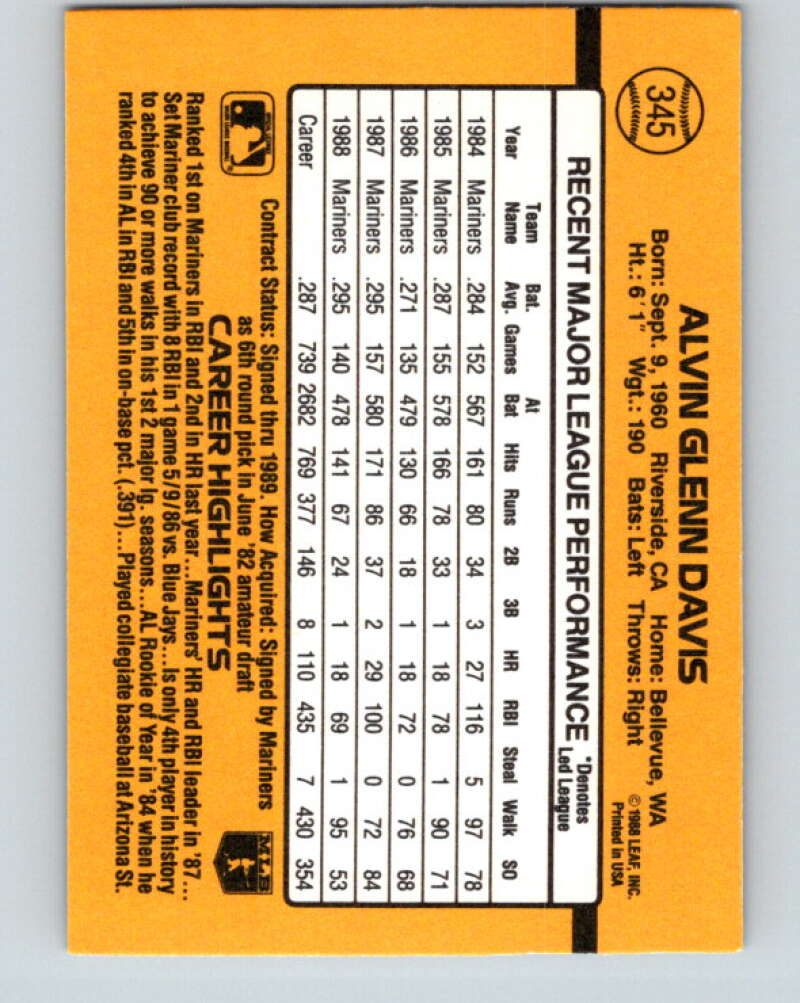 345
ALVIN GLENN DAVIS
Born: Sept. 9, 1960 Riverside, CA Home: Bellevue, WA
Ht.: 6'1" Wgt.: 190 Bats: Left Throws: Right
© 1988 LEAF, INC.
Printed in USA
RECENT MAJOR LEAGUE PERFORMANCE *Denotes Led League
Year Team Name Bat. Avg. Games At Bat Hits Runs 2B 3B HR RBI Steal Walk SO
1984 Mariners .284 152 567 161 80 34 3 27 116 5 97 78
1985 Mariners .287 155 578 166 78 33 1 18 78 1 90 71
1986 Mariners .271 135 479 130 66 18 1 18 72 0 76 68
1987 Mariners .295 157 580 171 86 37 2 29 100 0 72 84
1988 Mariners .295 140 478 141 67 24 1 18 69 1 95 53
Career .287 739 2682 769 377 146 8 110 435 7 430 354
Contract Status: Signed thru 1989. How Acquired: Signed by Mariners
as 6th round pick in June '82 amateur draft
CAREER HIGHLIGHTS
Ranked 1st on Mariners in RBI and 2nd in HR last year...Mariners' HR and RBI leader in '87...
Set Mariner club record with 8 RBI in 1 game 5/9/86 vs. Blue Jays...Is only 4th player in history
to achieve 90 or more walks in his 1st 2 major lg. seasons...AL Rookie of Year in '84 when he
ranked 4th in AL in RBI and 5th in on-base pct. (.391)...Played collegiate baseball at Arizona St.
MLB